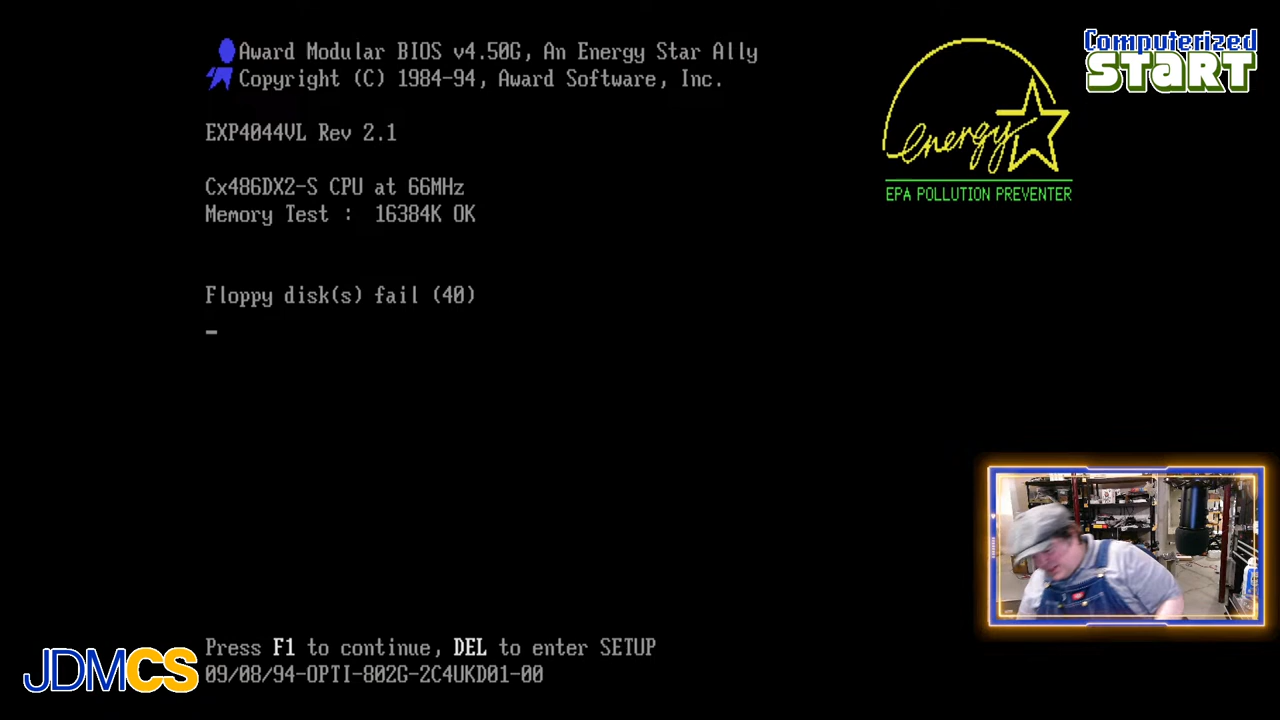 Award Modular BIOS v4.50G, An Energy Star Ally
Copyright (C) 1984-94, Award Software, Inc.
Computerized
START
energy
EPA POLLUTION PREVENTER
EXP4044VL Rev 2.1
Cx486DX2-S CPU at 66MHz
Memory Test :  16384K OK
Floppy disk(s) fail (40)
Press F1 to continue, DEL to enter SETUP
09/08/94-OPTI-802G-2C4UKD01-00
JDMCS